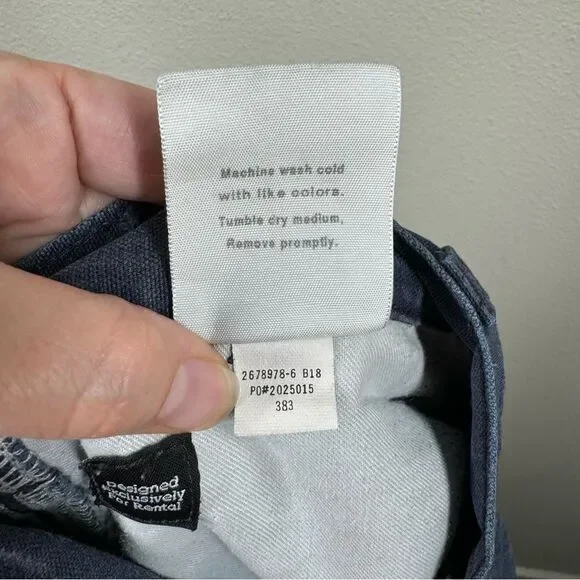 Machine wash cold
with like colors.
Tumble dry medium,
Remove promptly.
2678978-6 B18
PO#2025015
383
Designed
Exclusively
For Rental